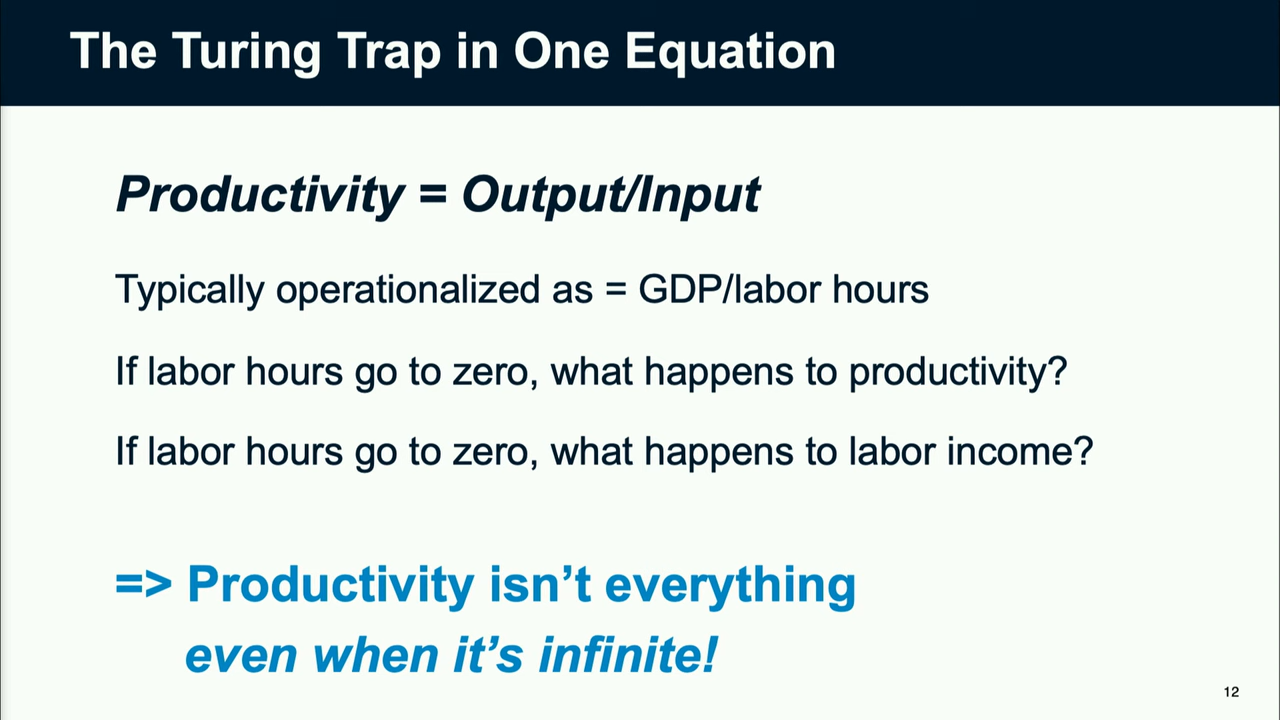 The Turing Trap in One Equation
Productivity = Output/Input
Typically operationalized as = GDP/labor hours
If labor hours go to zero, what happens to productivity?
If labor hours go to zero, what happens to labor income?
=> Productivity isn’t everything
even when it’s infinite!
12